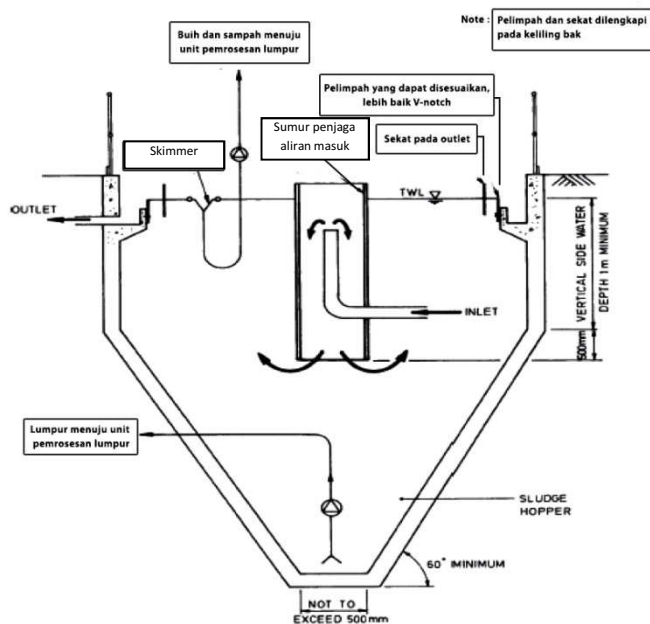 Note : Pelimpah dan sekat dilengkapi
pada keliling bak
Buih dan sampah menuju
unit pemrosesan lumpur
Pelimpah yang dapat disesuaikan,
lebih baik V-notch
Sumur penjaga
aliran masuk
Sekat pada outlet
Skimmer
TWL
OUTLET
INLET
VERTICAL SIDE WATER
DEPTH 1m MINIMUM
500mm
Lumpur menuju unit
pemrosesan lumpur
SLUDGE
HOPPER
60° IMINIMUM
NOT TO
EXCEED 500mm